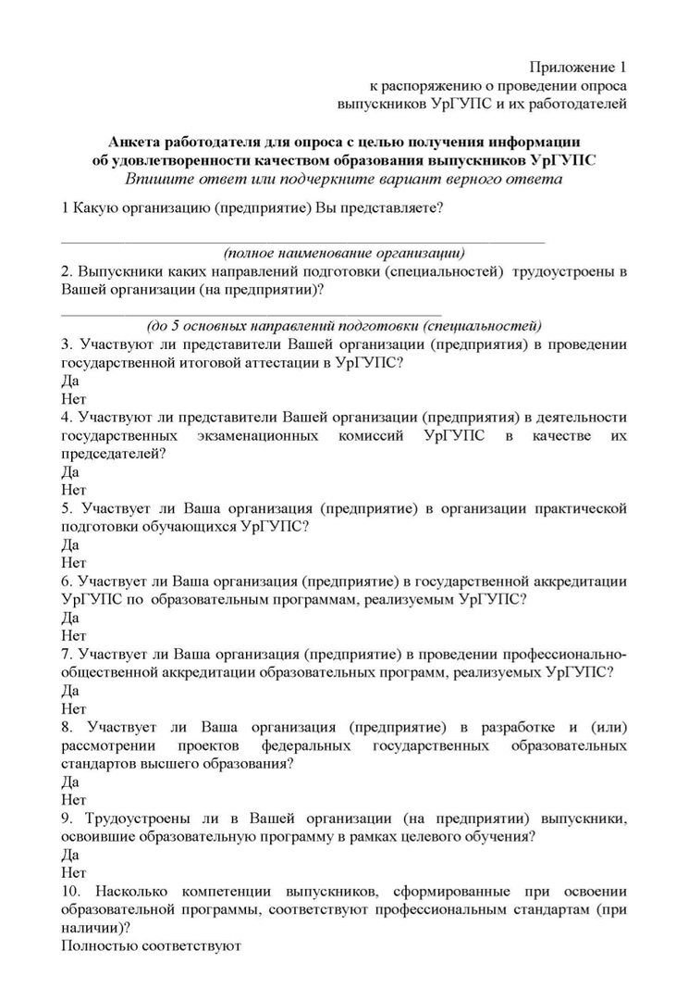 Приложение 1
к распоряжению о проведении опроса
выпускников УрГУПС и их работодателей
Анкета работодателя для опроса с целью получения информации
об удовлетворенности качеством образования выпускников УрГУПС
Впишите ответ или подчеркните вариант верного ответа
1 Какую организацию (предприятие) Вы представляете?
(полное наименование организации)
2. Выпускники каких направлений подготовки (специальностей) трудоустроены в
Вашей организации (на предприятии)?
(до 5 основных направлений подготовки (специальностей)
3. Участвуют ли представители Вашей организации (предприятия) в проведении
государственной итоговой аттестации в УрГУПС?
Да
Нет
4. Участвуют ли представители Вашей организации (предприятия) в деятельности
государственных экзаменационных комиссий УрГУПС в качестве их
председателей?
Да
Нет
5. Участвует ли Ваша организация (предприятие) в организации практической
подготовки обучающихся УрГУПС?
Да
Нет
6. Участвует ли Ваша организация (предприятие) в государственной аккредитации
УрГУПС по образовательным программам, реализуемым УрГУПС?
Да
Нет
7. Участвует ли Ваша организация (предприятие) в проведении профессионально-
общественной аккредитации образовательных программ, реализуемых УрГУПС?
Да
Нет
8. Участвует ли Ваша организация (предприятие) в разработке и (или)
рассмотрении проектов федеральных государственных образовательных
стандартов высшего образования?
Да
Нет
9. Трудоустроены ли в Вашей организации (на предприятии) выпускники,
освоившие образовательную программу в рамках целевого обучения?
Да
Нет
10. Насколько компетенции выпускников, сформированные при освоении
образовательной программы, соответствуют профессиональным стандартам (при
наличии)?
Полностью соответствуют